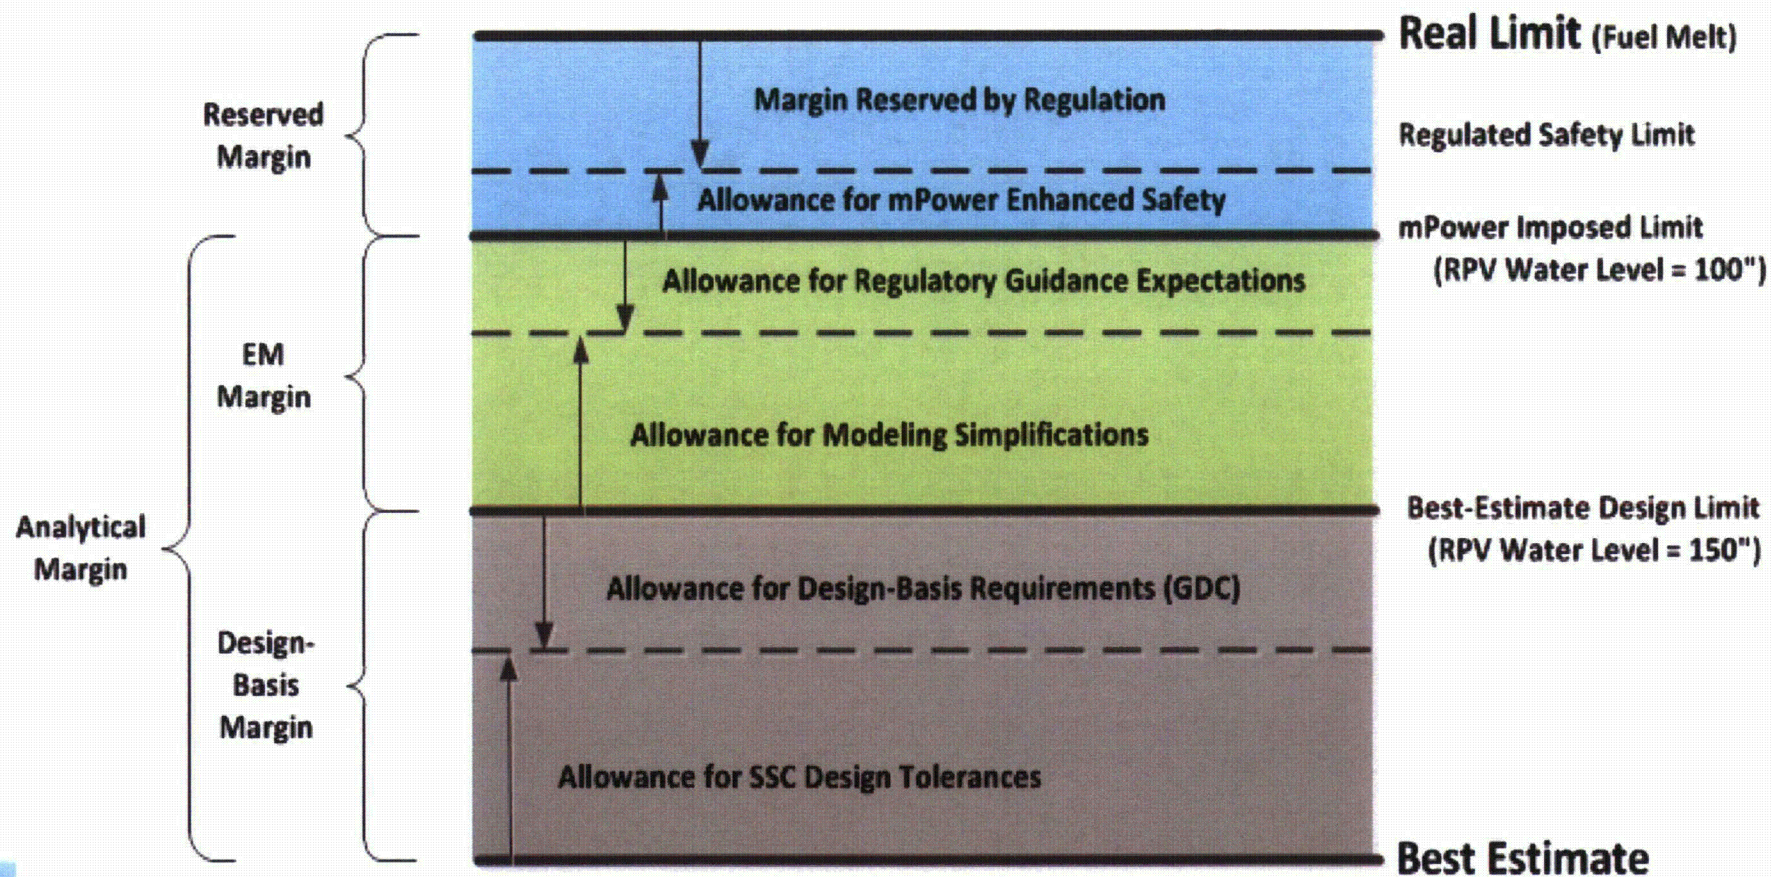 Real Limit (Fuel Melt)
Reserved
Margin
Margin Reserved by Regulation
Regulated Safety Limit
Allowance for mPower Enhanced Safety
mPower Imposed Limit
(RPV Water Level = 100")
Allowance for Regulatory Guidance Expectations
EM
Margin
Allowance for Modeling Simplifications
Best-Estimate Design Limit
(RPV Water Level = 150")
Analytical
Margin
Allowance for Design-Basis Requirements (GDC)
Design-
Basis
Margin
Allowance for SSC Design Tolerances
Best Estimate